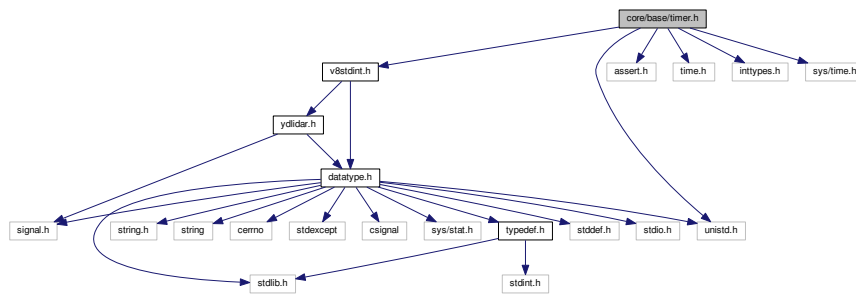 core/base/timer.h
v8stdint.h
assert.h
time.h
inttypes.h
sys/time.h
ydlidar.h
datatype.h
signal.h
string.h
string
cerrno
stdexcept
csignal
sys/stat.h
typedef.h
stddef.h
stdio.h
unistd.h
stdlib.h
stdint.h